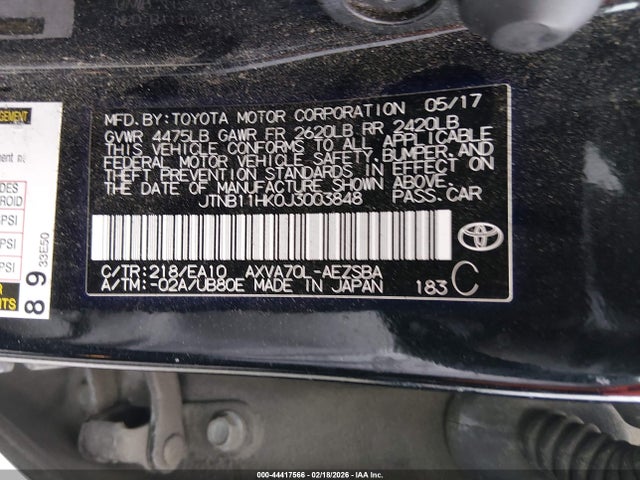 MFD.BY:TOYOTA MOTOR CORPORATION 05/17
GVWR 4475LB GAWR FR 2620LB RR 2420LB
THIS VEHICLE CONFORMS TO ALL APPLICABLE
FEDERAL MOTOR VEHICLE SAFETY,BUMPER,AND
THEFT PREVENTION STANDARDS IN EFFECT ON
THE DATE OF MANUFACTURE SHOWN ABOVE.
JTNB11HK0J3003848 PASS.CAR
TOYOTA
C/TR:218/EA10 AXVA70L-AEZSBA
A/TM:-02A/UB80E MADE IN JAPAN 183 C
89
33E50
000-44417566 - 02/18/2026 - IAA Inc.